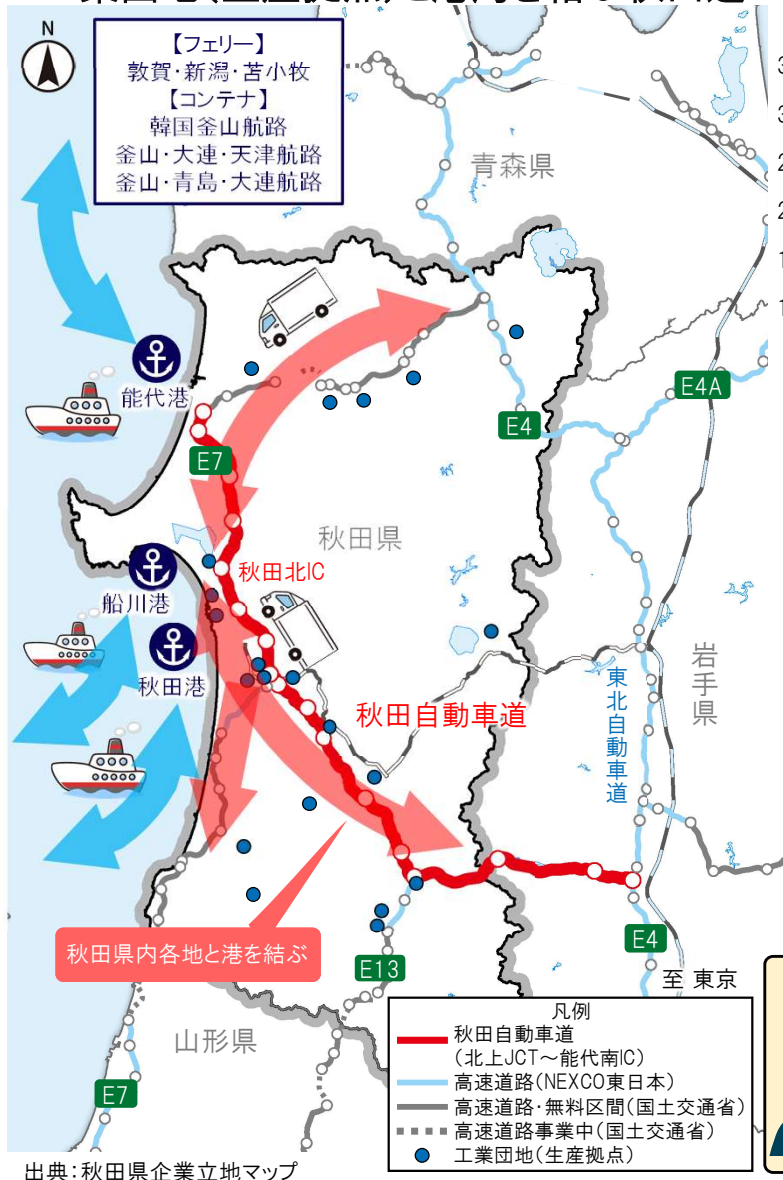 N
【フェリー】
敦賀・新潟・苫小牧
【コンテナ】
韓国釜山航路
釜山・大連・天津航路
釜山・青島・大連航路
青森県
能代港
E7
E4
E4A
秋田県
秋田北IC
船川港
秋田港
秋田自動車道
東北自動車道
岩手県
秋田県内各地と港を結ぶ
E13
E4
至 東京
山形県
E7
凡例
秋田自動車道
(北上JCT～能代南IC)
高速道路(NEXCO東日本)
高速道路・無料区間(国土交通省)
高速道路事業中(国土交通省)
工業団地(生産拠点)
出典:秋田県企業立地マップ